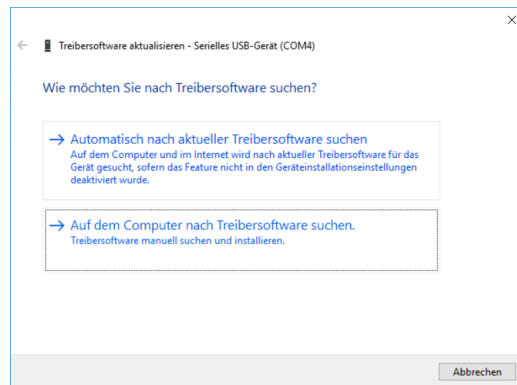 Treibersoftware aktualisieren - Serielles USB-Gerät (COM4)
Wie möchten Sie nach Treibersoftware suchen?
Automatisch nach aktueller Treibersoftware suchen
Auf dem Computer und im Internet wird nach aktueller Treibersoftware für das
Gerät gesucht, sofern das Feature nicht in den Geräteinstallationseinstellungen
deaktiviert wurde.
Auf dem Computer nach Treibersoftware suchen.
Treibersoftware manuell suchen und installieren.
Abbrechen